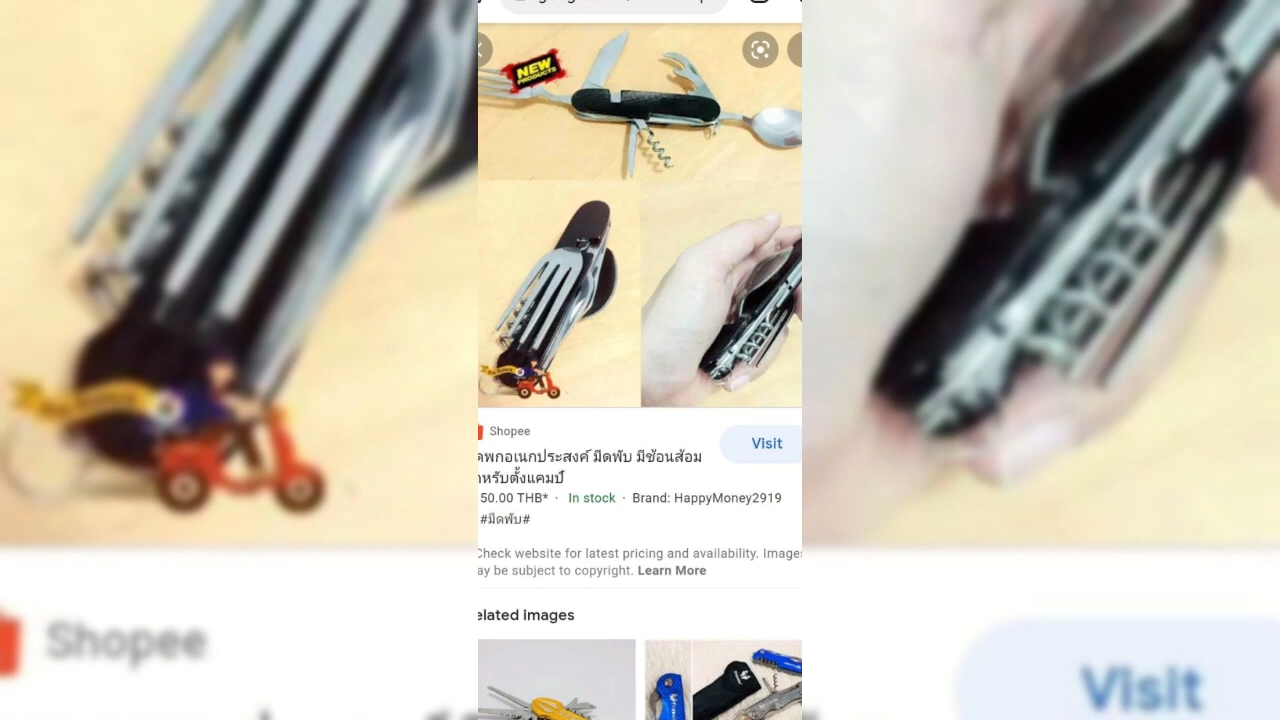 NEW
PRODUCTS
Shopee
Visit
ดพกอเนกประสงค์ มีดพับ มีช้อนส้อม
หรับตั้งแคมป์
50.00 THB* · In stock · Brand: HappyMoney2919
#มีดพับ#
Check website for latest pricing and availability. Images
ay be subject to copyright. Learn More
elated images
Shopee
Visit